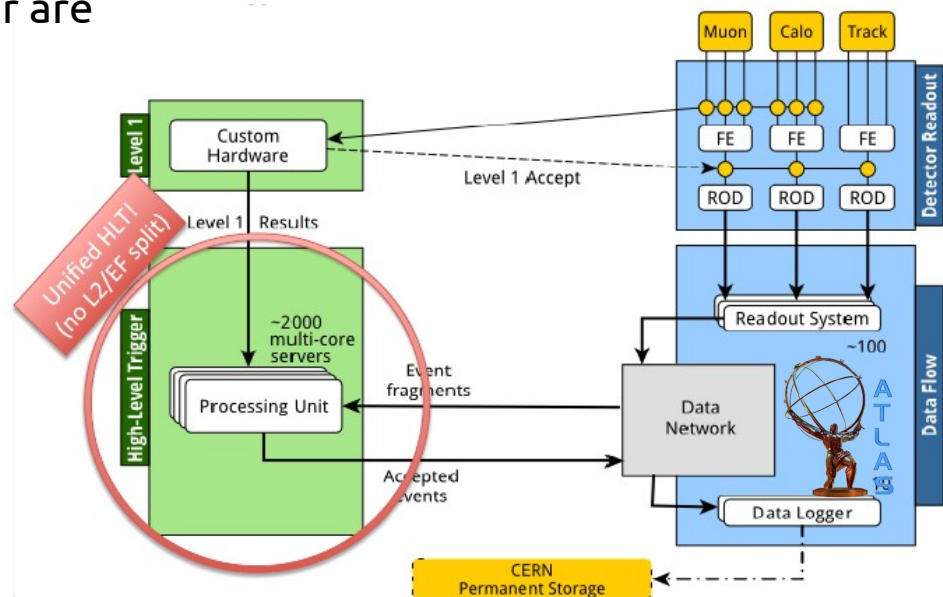 r are
Muon
Calo
Track
Detector Readout
FE
FE
FE
ROD
ROD
ROD
Level 1
Custom
Hardware
Level 1 Accept
Level 1 Results
Unified HLT!
(no L2/EF split)
High-Level Trigger
~2000
multi-core
servers
Processing Unit
Event
fragments
Accepted
events
Data
Network
Readout System
~100
ATLAS
Data Flow
Data Logger
CERN
Permanent Storage